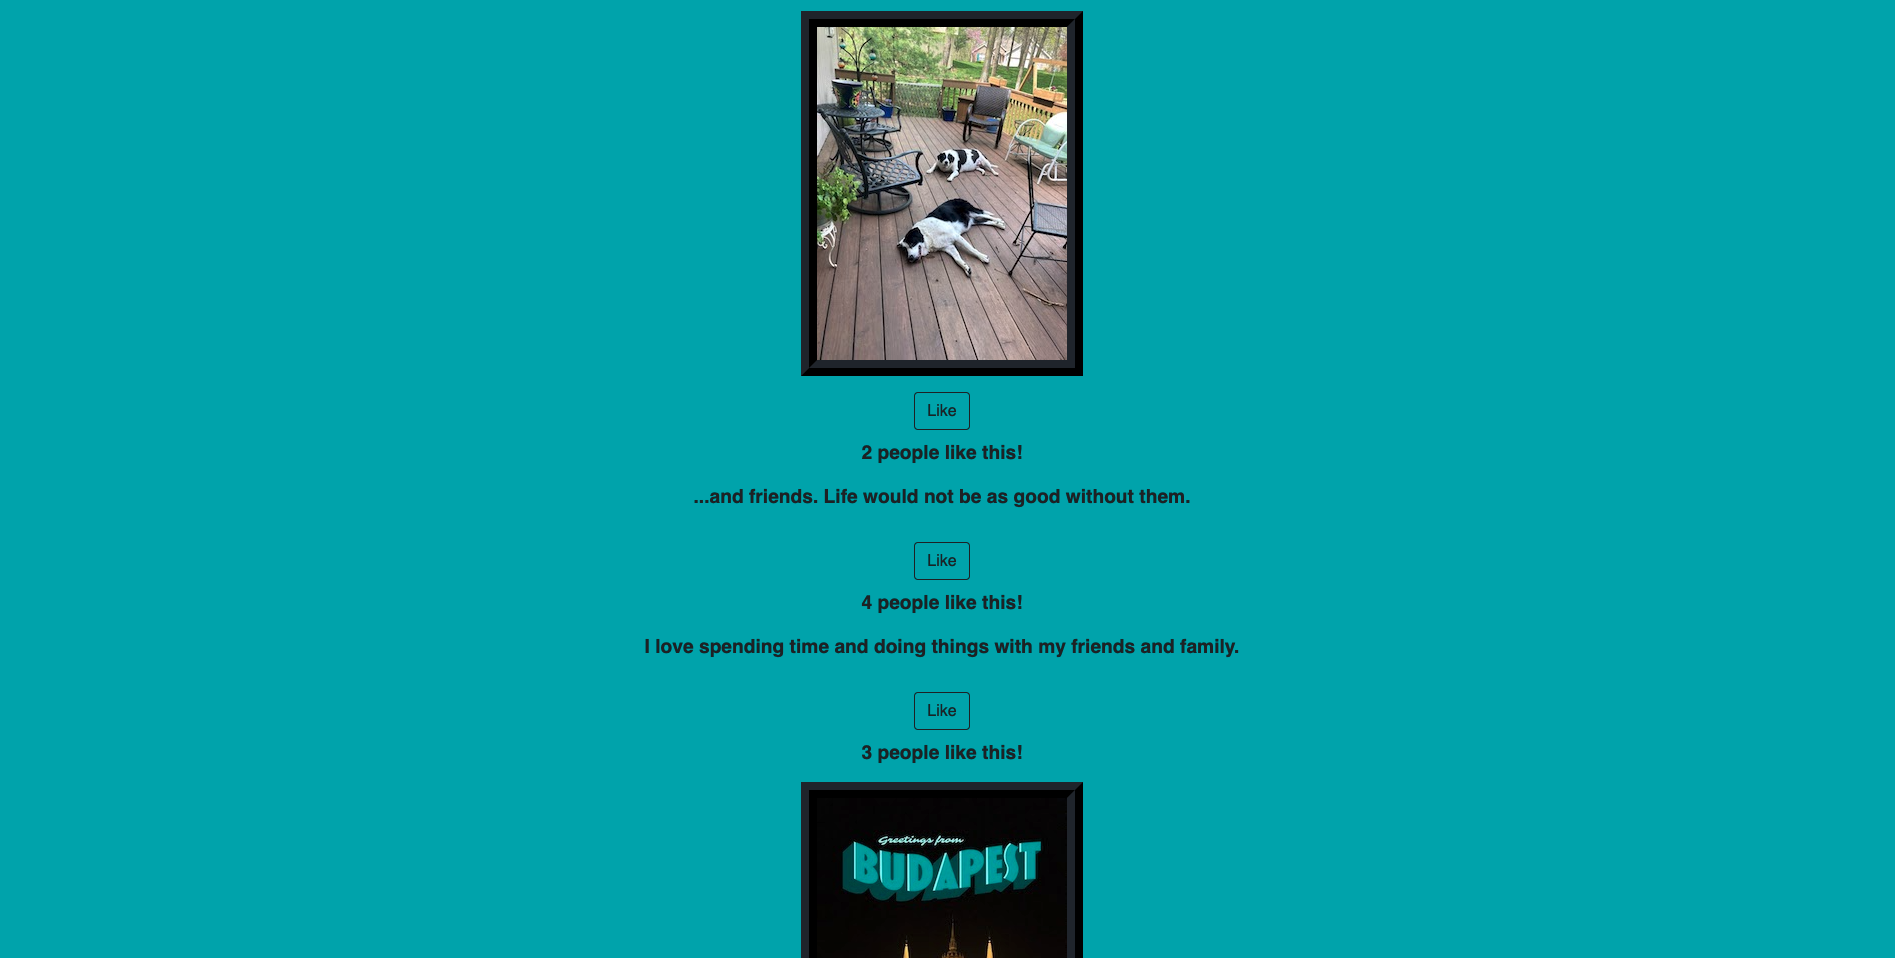 Like
2 people like this!
...and friends. Life would not be as good without them.
Like
4 people like this!
I love spending time and doing things with my friends and family.
Like
3 people like this!
Greetings from
BUDAPEST